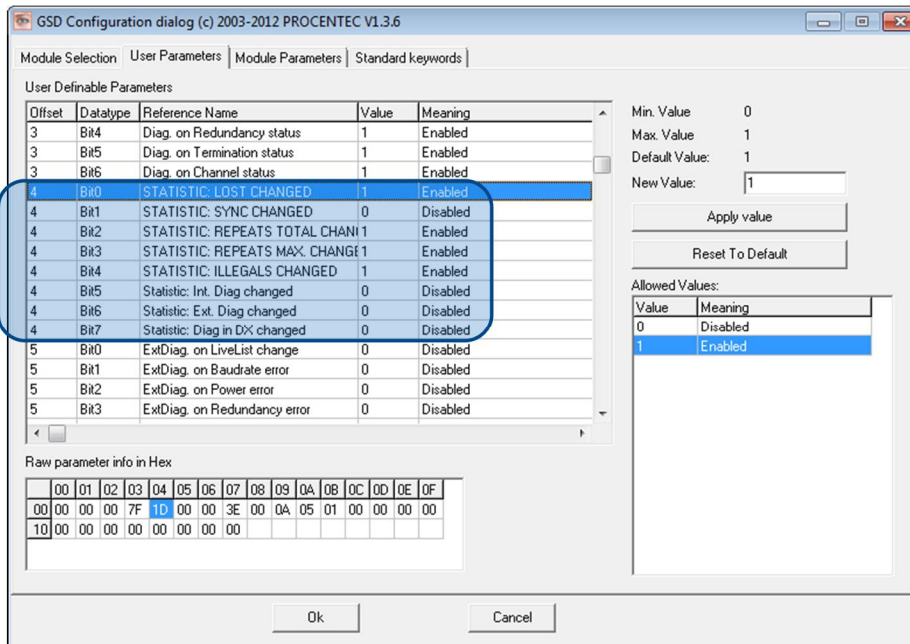 GSD Configuration dialog (c) 2003-2012 PROCENTEC V1.3.6
Module Selection User Parameters Module Parameters Standard keywords
User Definable Parameters
Offset Datatype Reference Name Value Meaning
3 Bit4 Diag. on Redundancy status 1 Enabled
3 Bit5 Diag. on Termination status 1 Enabled
3 Bit6 Diag. on Channel status 1 Enabled
4 Bit0 STATISTIC: LOST CHANGED 1 Enabled
4 Bit1 STATISTIC: SYNC CHANGED 0 Disabled
4 Bit2 STATISTIC: REPEATS TOTAL CHAN 1 Enabled
4 Bit3 STATISTIC: REPEATS MAX. CHANGE 1 Enabled
4 Bit4 STATISTIC: ILLEGALS CHANGED 1 Enabled
4 Bit5 Statistic: Int. Diag changed 0 Disabled
4 Bit6 Statistic: Ext. Diag changed 0 Disabled
4 Bit7 Statistic: Diag in DX changed 0 Disabled
5 Bit0 ExtDiag. on LiveList change 0 Disabled
5 Bit1 ExtDiag. on Baudrate error 0 Disabled
5 Bit2 ExtDiag. on Power error 0 Disabled
5 Bit3 ExtDiag. on Redundancy error 0 Disabled
Min. Value 0
Max. Value 1
Default Value: 1
New Value: 1
Apply value
Reset To Default
Allowed Values:
Value Meaning
0 Disabled
1 Enabled
Raw parameter info in Hex
00 01 02 03 04 05 06 07 08 09 0A 0B 0C 0D 0E 0F
00 00 00 00 7F 1D 00 00 3E 00 0A 05 01 00 00 00 00
10 00 00 00 00 00 00 00 00
Ok Cancel